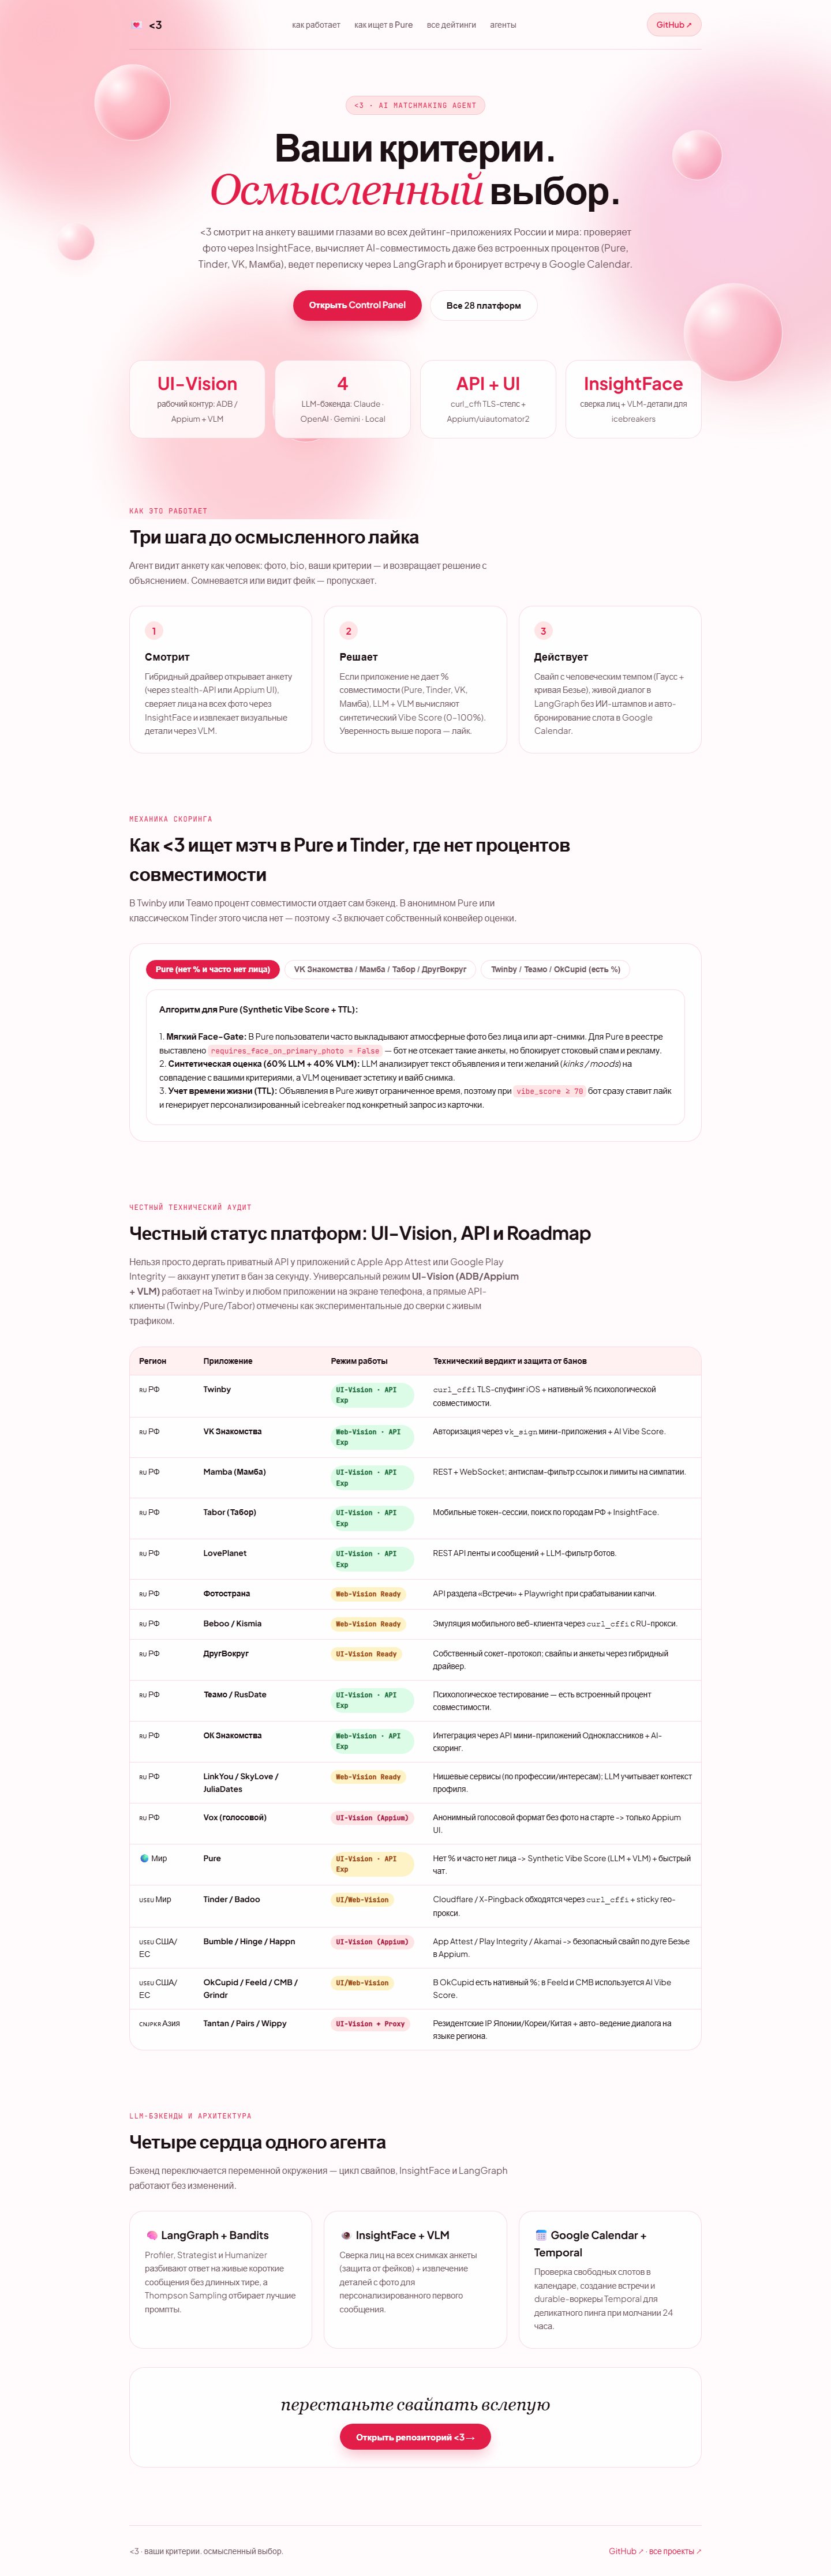 <3
как работает
как ищет в Pure
все дейтинги
агенты
GitHub ↗
<3 · AI MATCHMAKING AGENT
Ваши критерии.
Осмысленный выбор.
<3 смотрит на анкету вашими глазами во всех дейтинг-приложениях России и мира: проверяет
фото через InsightFace, вычисляет AI-совместимость даже без встроенных процентов (Pure,
Tinder, VK, Мамба), ведет переписку через LangGraph и бронирует встречу в Google Calendar.
Открыть Control Panel
Все 28 платформ
UI-Vision
рабочий контур: ADB /
Appium + VLM
4
LLM-бэкенда: Claude ·
OpenAI · Gemini · Local
API + UI
curl_cffi TLS-стелс +
Appium/uiautomator2
InsightFace
сверка лиц + VLM-детали для
icebreakers
КАК ЭТО РАБОТАЕТ
Три шага до осмысленного лайка
Агент видит анкету как человек: фото, bio, ваши критерии — и возвращает решение с
объяснением. Сомневается или видит фейк — пропускает.
1
Смотрит
Гибридный драйвер открывает анкету
(через stealth-API или Appium UI),
сверяет лица на всех фото через
InsightFace и извлекает визуальные
детали через VLM.
2
Решает
Если приложение не дает %
совместимости (Pure, Tinder, VK,
Мамба), LLM + VLM вычисляют
синтетический Vibe Score (0–100%).
Уверенность выше порога — лайк.
3
Действует
Свайп с человеческим темпом (Гаусс +
кривая Безье), живой диалог в
LangGraph без ИИ-штампов и авто-
бронирование слота в Google
Calendar.
МЕХАНИКА СКОРИНГА
Как <3 ищет мэтч в Pure и Tinder, где нет процентов
совместимости
В Twinby или Теамо процент совместимости отдает сам бэкенд. В анонимном Pure или
классическом Tinder этого числа нет — поэтому <3 включает собственный конвейер оценки.
Pure (нет % и часто нет лица)
VK Знакомства / Мамба / Табор / ДругВокруг
Twinby / Теамо / OkCupid (есть %)
Алгоритм для Pure (Synthetic Vibe Score + TTL):
1. Мягкий Face-Gate: В Pure пользователи часто выкладывают атмосферные фото без лица или арт-снимки. Для Pure в реестре
выставлено requires_face_on_primary_photo = False — бот не отсекает такие анкеты, но блокирует стоковый спам и рекламу.
2. Синтетическая оценка (60% LLM + 40% VLM): LLM анализирует текст объявления и теги желаний (kinks / moods) на
совпадение с вашими критериями, а VLM оценивает эстетику и вайб снимка.
3. Учет времени жизни (TTL): Объявления в Pure живут ограниченное время, поэтому при vibe_score ≥ 70 бот сразу ставит лайк
и генерирует персонализированный icebreaker под конкретный запрос из карточки.
ЧЕСТНЫЙ ТЕХНИЧЕСКИЙ АУДИТ
Честный статус платформ: UI-Vision, API и Roadmap
Нельзя просто дергать приватный API у приложений с Apple App Attest или Google Play
Integrity — аккаунт улетит в бан за секунду. Универсальный режим UI-Vision (ADB/Appium
+ VLM) работает на Twinby и любом приложении на экране телефона, а прямые API-
клиенты (Twinby/Pure/Tabor) отмечены как экспериментальные до сверки с живым
трафиком.
Регион Приложение Режим работы Технический вердикт и защита от банов
RU РФ Twinby UI-Vision · API Exp curl_cffi TLS-спуфинг iOS + нативный % психологической
совместимости.
RU РФ VK Знакомства Web-Vision · API Exp Авторизация через vk_sign мини-приложения + AI Vibe Score.
RU РФ Mamba (Мамба) UI-Vision · API Exp REST + WebSocket; антиспам-фильтр ссылок и лимиты на симпатии.
RU РФ Tabor (Табор) UI-Vision · API Exp Мобильные токен-сессии, поиск по городам РФ + InsightFace.
RU РФ LovePlanet UI-Vision · API Exp REST API ленты и сообщений + LLM-фильтр ботов.
RU РФ Фотострана Web-Vision Ready API раздела «Встречи» + Playwright при срабатывании капчи.
RU РФ Beboo / Kismia Web-Vision Ready Эмуляция мобильного веб-клиента через curl_cffi с RU-прокси.
RU РФ ДругВокруг UI-Vision Ready Собственный сокет-протокол; свайпы и анкеты через гибридный
драйвер.
RU РФ Теамо / RusDate UI-Vision · API Exp Психологическое тестирование — есть встроенный процент
совместимости.
RU РФ ОК Знакомства Web-Vision · API Exp Интеграция через API мини-приложений Одноклассников + AI-
скоринг.
RU РФ LinkYou / SkyLove / JuliaDates Web-Vision Ready Нишевые сервисы (по профессии/интересам); LLM учитывает контекст
профиля.
RU РФ Vox (голосовой) UI-Vision (Appium) Анонимный голосовой формат без фото на старте -> только Appium
UI.
Мир Pure UI-Vision · API Exp Нет % и часто нет лица -> Synthetic Vibe Score (LLM + VLM) + быстрый
чат.
USEU Мир Tinder / Badoo UI/Web-Vision Cloudflare / X-Pingback обходятся через curl_cffi + sticky гео-
прокси.
USEU США/ЕС Bumble / Hinge / Happn UI-Vision (Appium) App Attest / Play Integrity / Akamai -> безопасный свайп по дуге Безье
в Appium.
USEU США/ЕС OkCupid / Feeld / CMB / Grindr UI/Web-Vision В OkCupid есть нативный %; в Feeld и CMB используется AI Vibe
Score.
CNJPKR Азия Tantan / Pairs / Wippy UI-Vision + Proxy Резидентские IP Японии/Кореи/Китая + авто-ведение диалога на
языке региона.
LLM-БЭКЕНДЫ И АРХИТЕКТУРА
Четыре сердца одного агента
Бэкенд переключается переменной окружения — цикл свайпов, InsightFace и LangGraph
работают без изменений.
LangGraph + Bandits
Profiler, Strategist и Humanizer
разбивают ответ на живые короткие
сообщения без длинных тире, а
Thompson Sampling отбирает лучшие
промпты.
InsightFace + VLM
Сверка лиц на всех снимках анкеты
(защита от фейков) + извлечение
деталей с фото для
персонализированного первого
сообщения.
Google Calendar +
Temporal
Проверка свободных слотов в
календаре, создание встречи и
durable-воркеры Temporal для
деликатного пинга при молчании 24
часа.
перестаньте свайпать вслепую
Открыть репозиторий <3 →
<3 · ваши критерии. осмысленный выбор.
GitHub ↗ · все проекты ↗